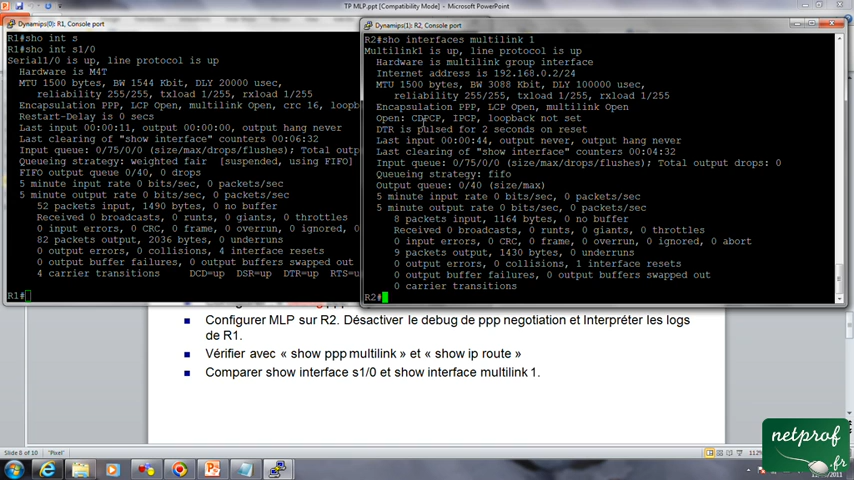 TP MLP.ppt [Compatibility Mode] - Microsoft PowerPoint
Dynamips(0): R1, Console port
R1#sho int s
R1#sho int s1/0
Serial1/0 is up, line protocol is up
Hardware is M4T
MTU 1500 bytes, BW 1544 Kbit, DLY 20000 usec,
reliability 255/255, txload 1/255, rxload 1/255
Encapsulation PPP, LCP Open, multilink Open, crc 16, loopb
Restart-Delay is 0 secs
Last input 00:00:11, output 00:00:00, output hang never
Last clearing of "show interface" counters 00:06:32
Input queue: 0/75/0/0 (size/max/drops/flushes); Total outpu
Queueing strategy: weighted fair  [suspended, using FIFO]
FIFO output queue 0/40, 0 drops
5 minute input rate 0 bits/sec, 0 packets/sec
5 minute output rate 0 bits/sec, 0 packets/sec
52 packets input, 1490 bytes, 0 no buffer
Received 0 broadcasts, 0 runts, 0 giants, 0 throttles
0 input errors, 0 CRC, 0 frame, 0 overrun, 0 ignored, 0
82 packets output, 2036 bytes, 0 underruns
0 output errors, 0 collisions, 4 interface resets
0 output buffer failures, 0 output buffers swapped out
4 carrier transitions     DCD=up  DSR=up  DTR=up  RTS=u
R1#
Dynamips(1): R2, Console port
R2#sho interfaces multilink 1
Multilink1 is up, line protocol is up
Hardware is multilink group interface
Internet address is 192.168.0.2/24
MTU 1500 bytes, BW 3088 Kbit, DLY 100000 usec,
reliability 255/255, txload 1/255, rxload 1/255
Encapsulation PPP, LCP Open, multilink Open
Open: CDPCP, IPCP, loopback not set
DTR is pulsed for 2 seconds on reset
Last input 00:00:44, output never, output hang never
Last clearing of "show interface" counters 00:04:32
Input queue: 0/75/0/0 (size/max/drops/flushes); Total output drops: 0
Queueing strategy: fifo
Output queue: 0/40 (size/max)
5 minute input rate 0 bits/sec, 0 packets/sec
5 minute output rate 0 bits/sec, 0 packets/sec
8 packets input, 1164 bytes, 0 no buffer
Received 0 broadcasts, 0 runts, 0 giants, 0 throttles
0 input errors, 0 CRC, 0 frame, 0 overrun, 0 ignored, 0 abort
9 packets output, 1430 bytes, 0 underruns
0 output errors, 0 collisions, 1 interface resets
0 output buffer failures, 0 output buffers swapped out
0 carrier transitions
R2#
Configurer MLP sur R2. Désactiver le debug de ppp negotiation et Interpréter les logs
de R1.
Vérifier avec « show ppp multilink » et « show ip route »
Comparer show interface s1/0 et show interface multilink 1.
Slide 8 of 10
"Pixel"
netprof
.fr